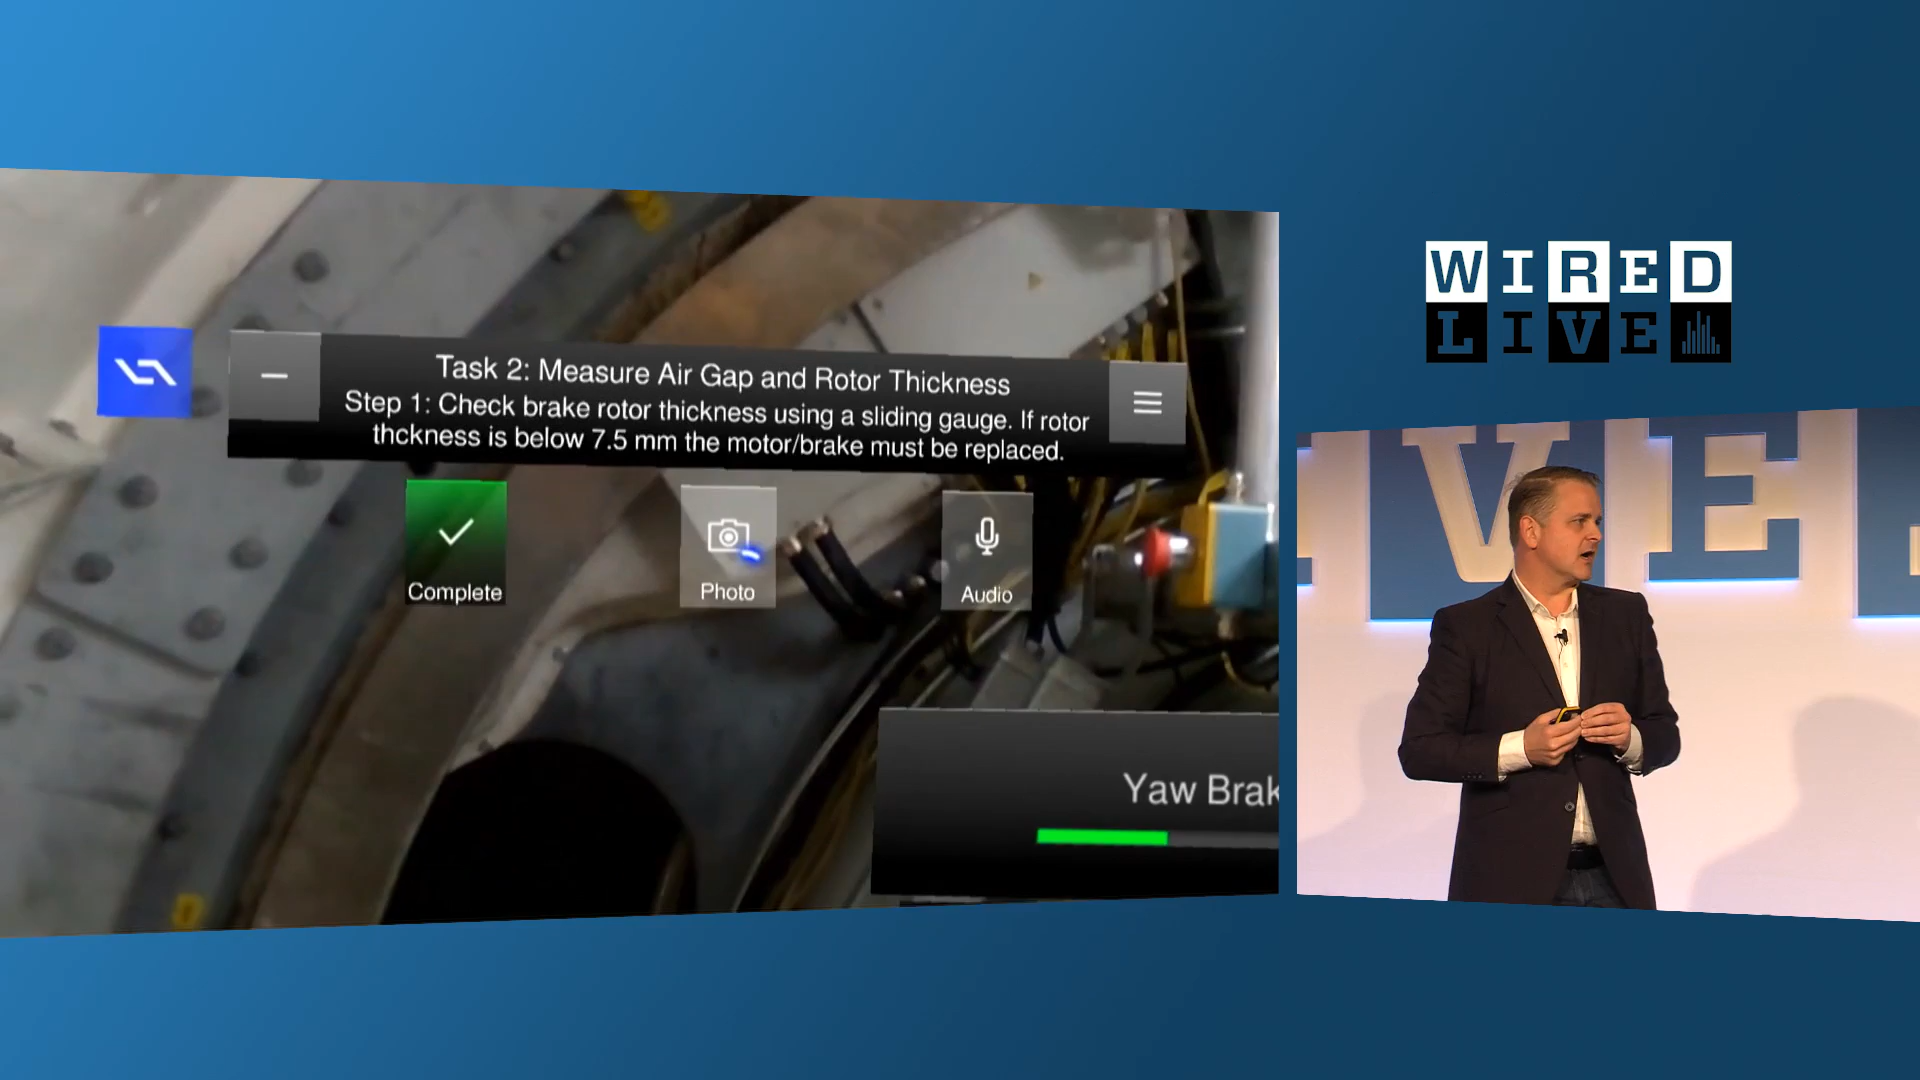 WIRED
LIVE
Task 2: Measure Air Gap and Rotor Thickness
Step 1: Check brake rotor thickness using a sliding gauge. If rotor
thckness is below 7.5 mm the motor/brake must be replaced.
Complete
Photo
Audio
Yaw Brak
VE